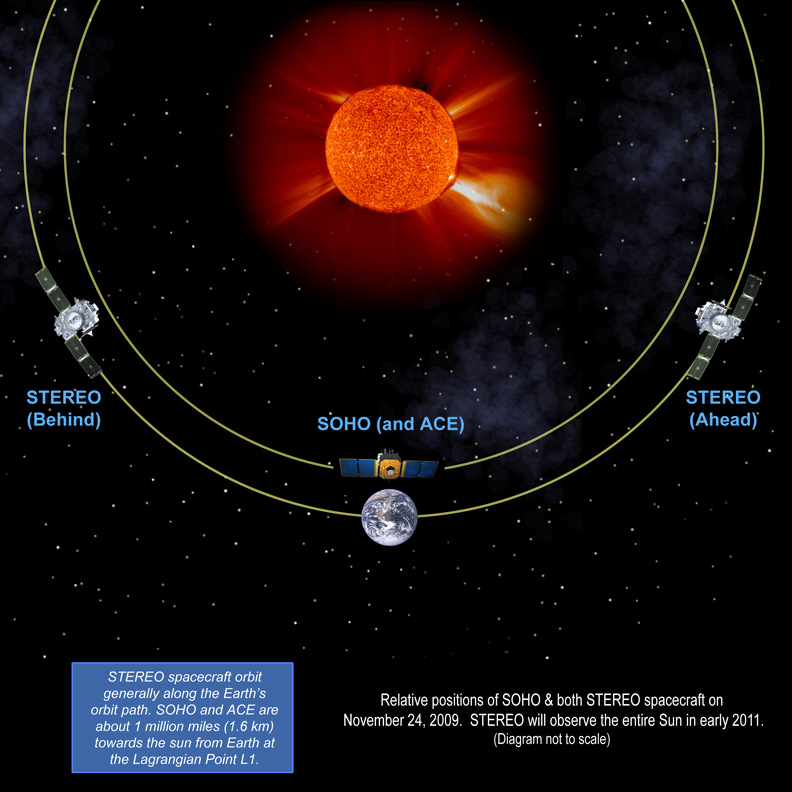 STEREO
(Behind)
SOHO (and ACE)
STEREO
(Ahead)
STEREO spacecraft orbit
generally along the Earth's
orbit path. SOHO and ACE are
about 1 million miles (1.6 km)
towards the sun from Earth at
the Lagrangian Point L1.
Relative positions of SOHO & both STEREO spacecraft on
November 24, 2009.  STEREO will observe the entire Sun in early 2011.
(Diagram not to scale)